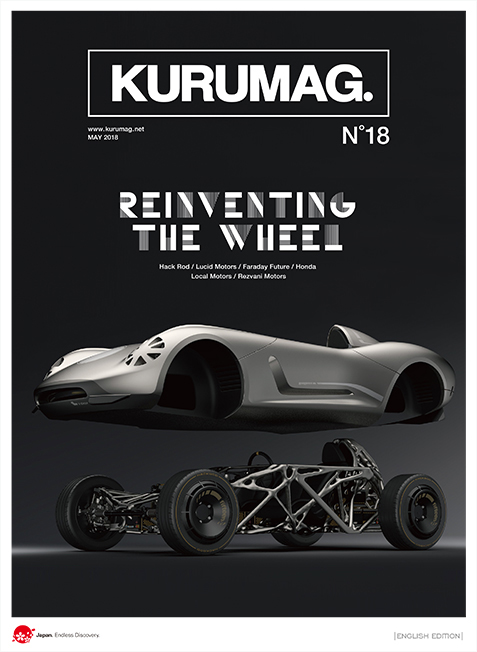 KURUMAG.
www.kurumag.net
MAY 2018
N°18
REINVENTING
THE WHEEL
Hack Rod / Lucid Motors / Faraday Future / Honda
Local Motors / Rezvani Motors
Japan. Endless Discovery.
|ENGLISH EDITION|